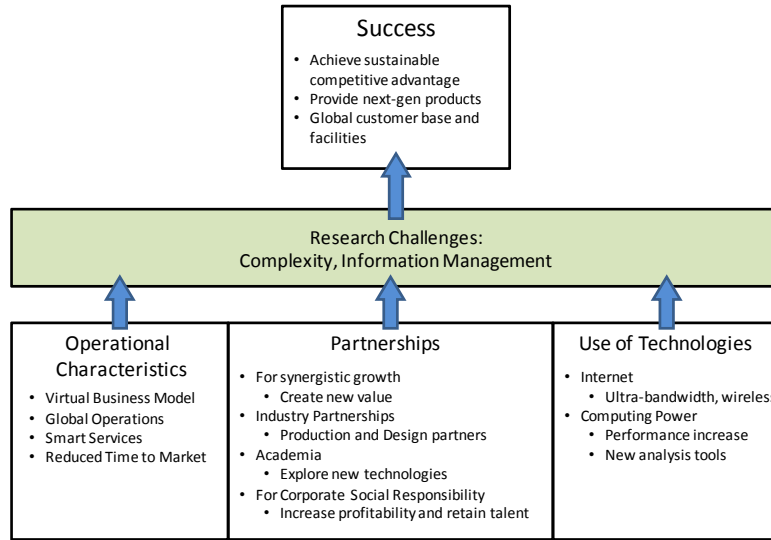 Success
• Achieve sustainable
competitive advantage
• Provide next-gen products
• Global customer base and
facilities
Research Challenges:
Complexity, Information Management
Operational
Characteristics
• Virtual Business Model
• Global Operations
• Smart Services
• Reduced Time to Market
Partnerships
• For synergistic growth
• Create new value
• Industry Partnerships
• Production and Design partners
• Academia
• Explore new technologies
• For Corporate Social Responsibility
• Increase profitability and retain talent
Use of Technologies
• Internet
• Ultra-bandwidth, wireless
• Computing Power
• Performance increase
• New analysis tools